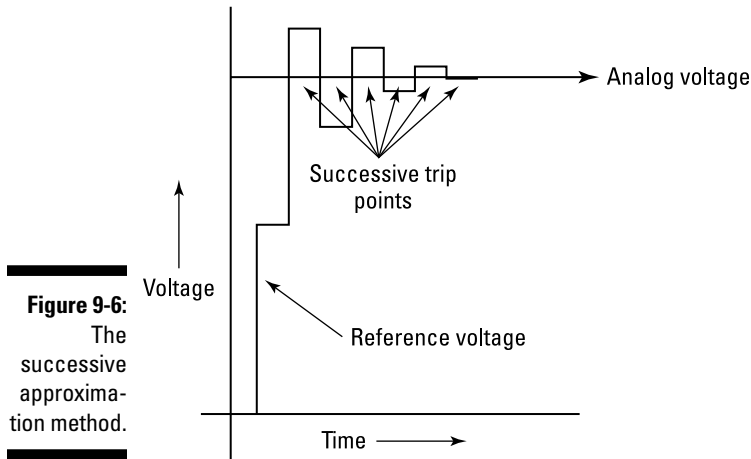 Analog voltage
Successive trip
points
Voltage
Reference voltage
Time
Figure 9-6:
The
successive
approxima-
tion method.